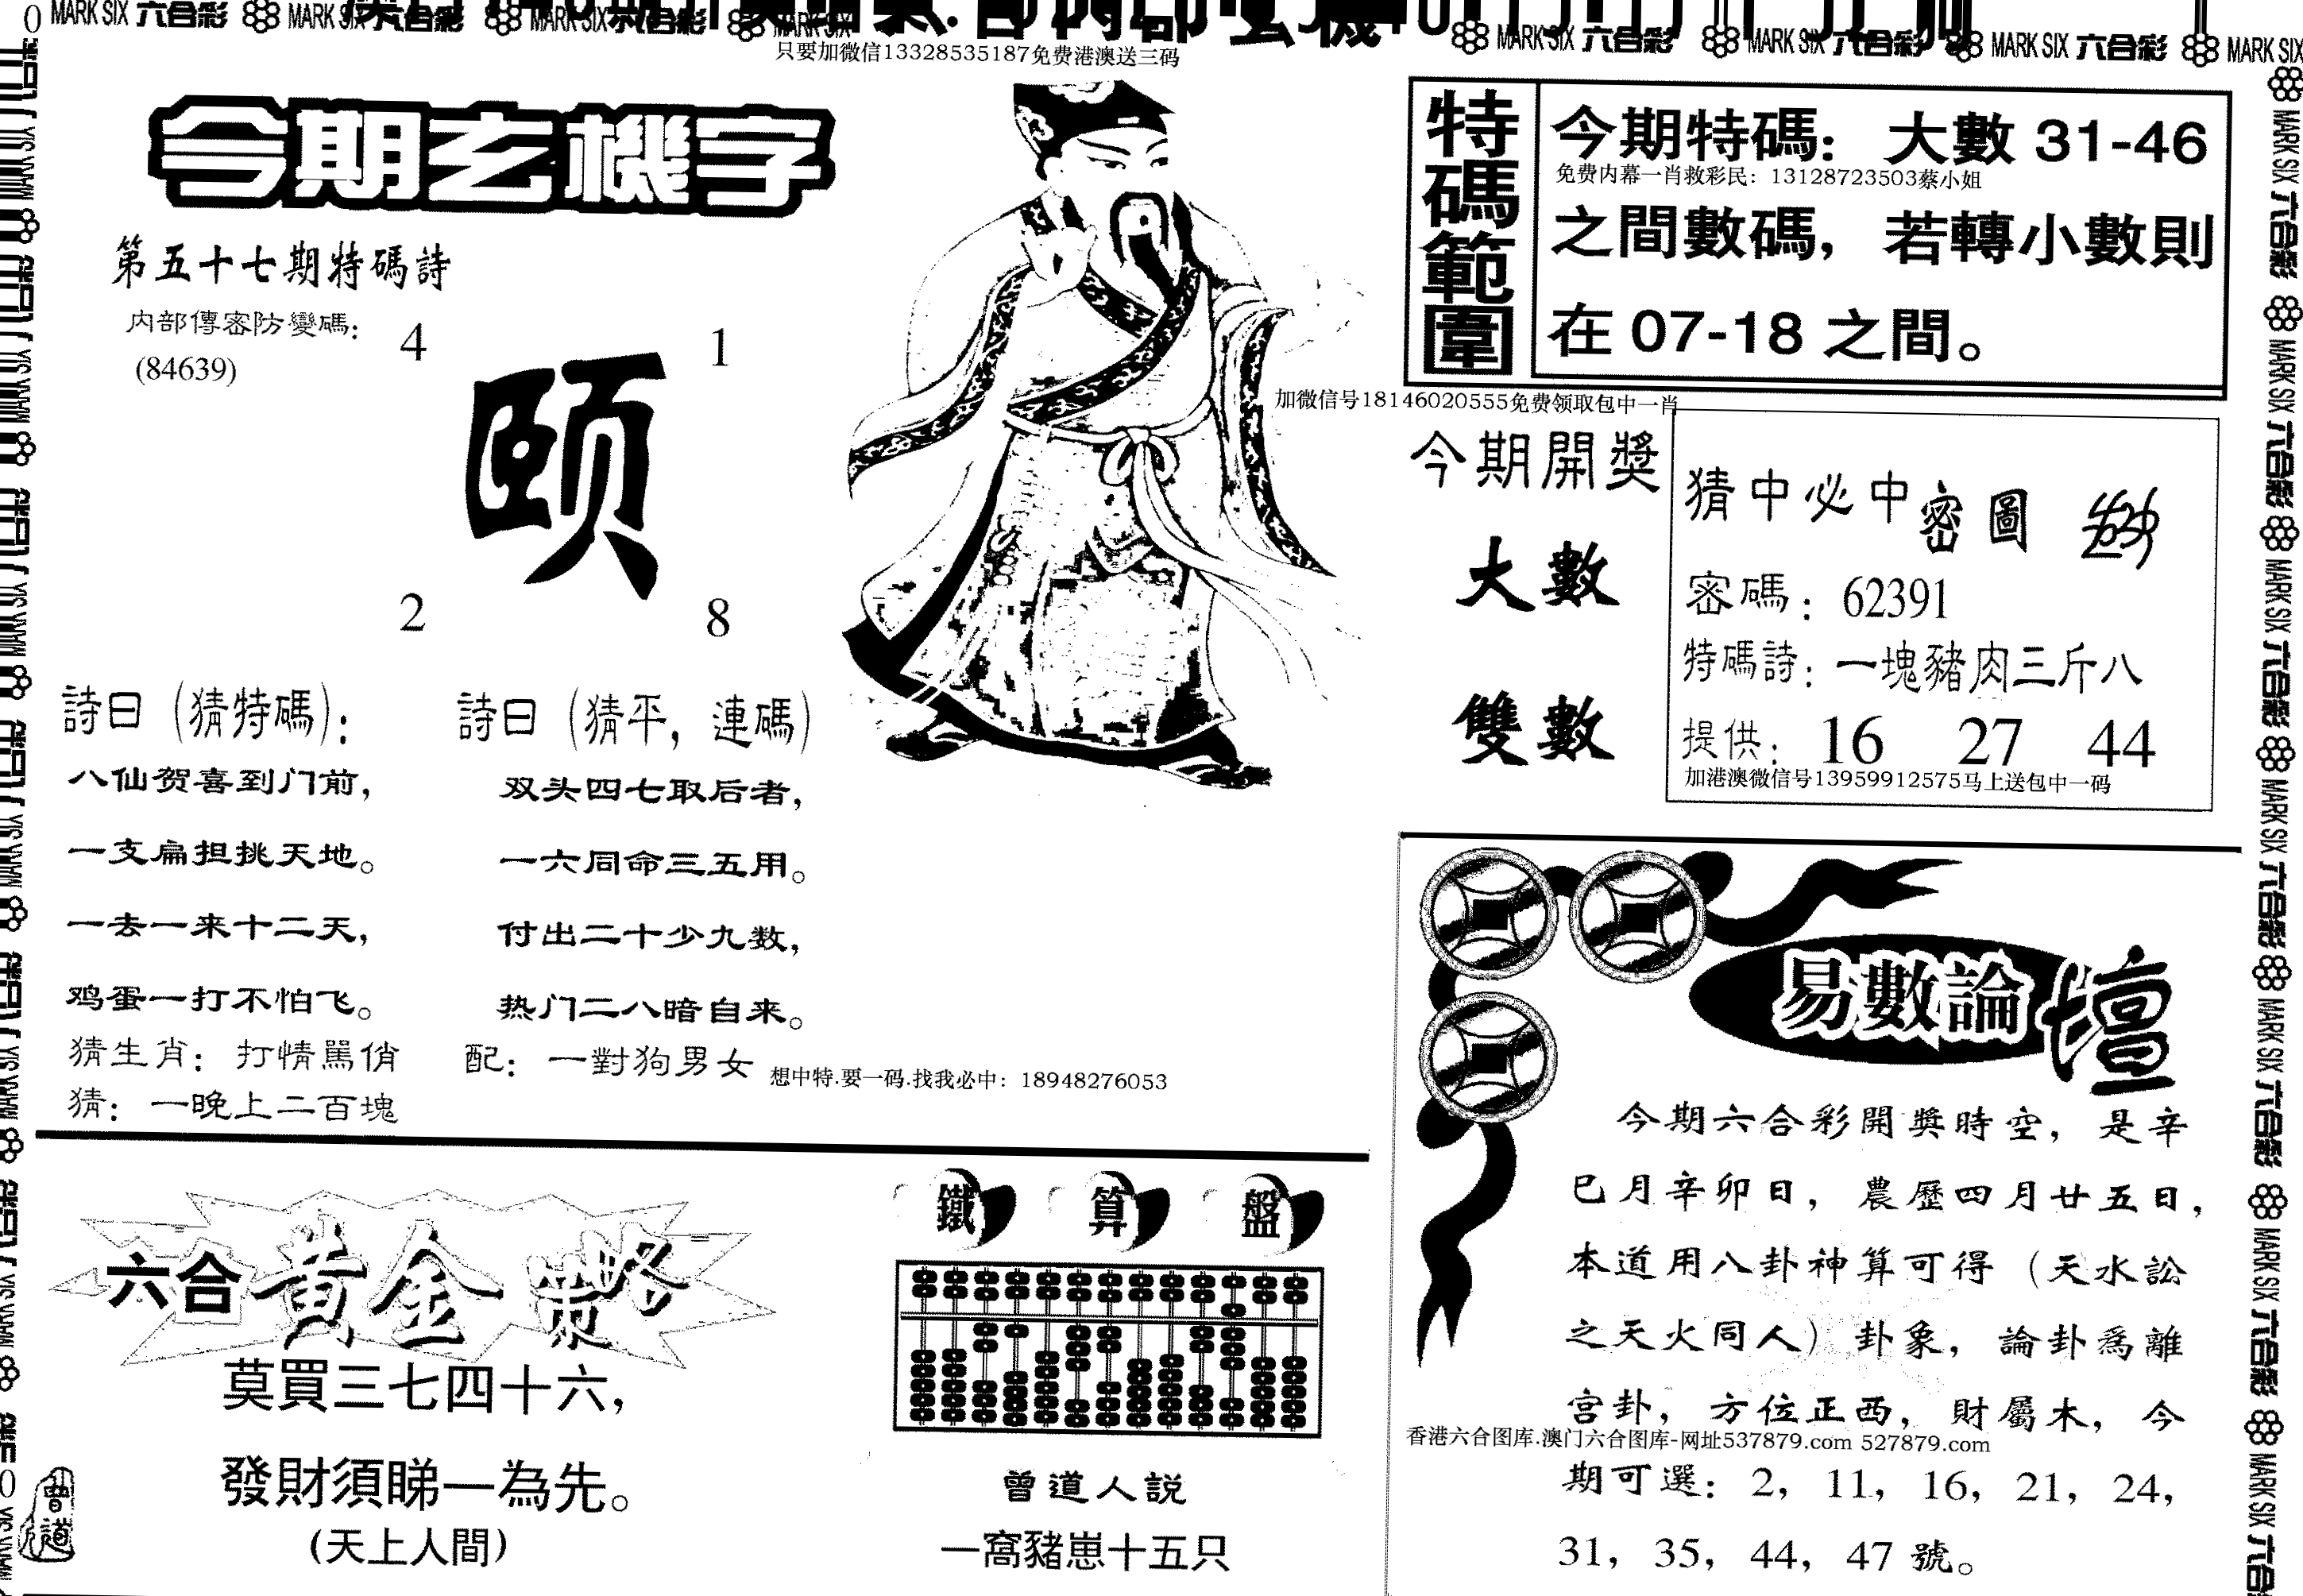 MARK SIX 六合彩 MARK SIX 六合彩 MARK SIX 六合彩 MARK SIX
MARK SIX 六合彩 MARK SIX 六合彩 MARK SIX 六合彩 MARK SIX
只要加微信13328535187免费港澳送三码
今期玄機字
第五十七期特碼詩
内部傳密防變碼:
(84639)
4 1
颐
2 8
詩曰(猜特碼):
八仙贺喜到门前,
一支扁担挑天地。
一去一来十二天,
鸡蛋一打不怕飞。
猜生肖: 打情駡俏
猜: 一晚上二百塊
詩曰(猜平, 連碼)
双头四七取后者,
一六同命三五用。
付出二十少九数,
热门二八暗自来。
配: 一對狗男女
想中特.要一码.找我必中: 18948276053
特碼範圍
今期特碼: 大數 31-46
免费内幕一肖救彩民: 13128723503蔡小姐
之間數碼, 若轉小數則
在 07-18 之間。
加微信号18146020555免费领取包中一肖
今期開獎
大數
雙數
猜中必中密圖
密碼: 62391
特碼詩: 一塊豬肉三斤八
提供: 16 27 44
加港澳微信号13959912575马上送包中一码
六合黄金策略
莫買三七四十六,
發財須睇一為先。
(天上人間)
曾道
鐵算盤
曾道人説
一窩豬崽十五只
易數論壇
今期六合彩開獎時空, 是辛
巳月辛卯日, 農歷四月廿五日,
本道用八卦神算可得 (天水訟
之天火同人) 卦象, 論卦爲離
宫卦, 方位正西, 財屬木, 今
香港六合图库.澳门六合图库-网址537879.com 527879.com
期可選: 2, 11, 16, 21, 24,
31, 35, 44, 47 號。